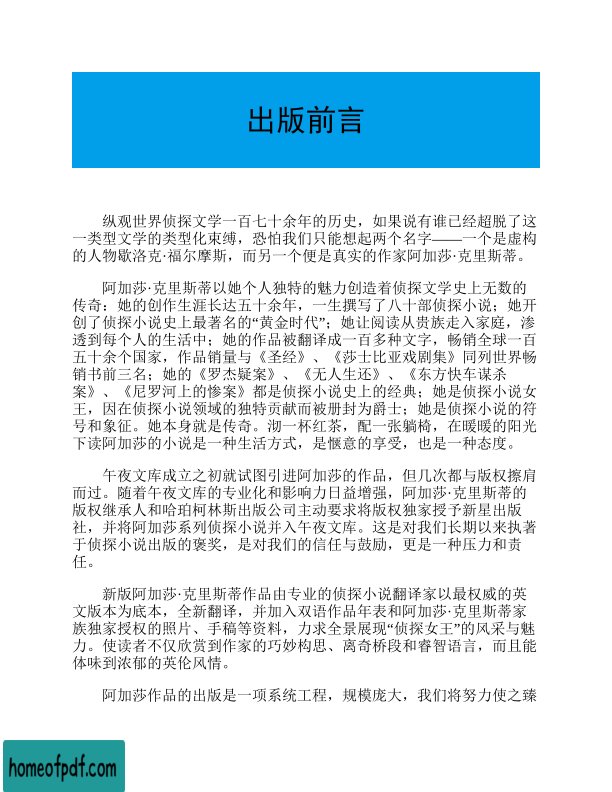 出版前言
纵观世界侦探文学一百七十余年的历史，如果说有谁已经超脱了这
一类型文学的类型化束缚，恐怕我们只能想起两个名字——一个是虚构
的人物歇洛克·福尔摩斯，而另一个便是真实的作家阿加莎·克里斯蒂。
阿加莎·克里斯蒂以她个人独特的魅力创造着侦探文学史上无数的
传奇：她的创作生涯长达五十余年，一生撰写了八十部侦探小说；她开
创了侦探小说史上最著名的“黄金时代”；她让阅读从贵族走入家庭，渗
透到每个人的生活中；她的作品被翻译成一百多种文字，畅销全球一百
五十余个国家，作品销量与《圣经》、《莎士比亚戏剧集》同列世界畅
销书前三名；她的《罗杰疑案》、《无人生还》、《东方快车谋杀
案》、《尼罗河上的惨案》都是侦探小说史上的经典；她是侦探小说女
王，因在侦探小说领域的独特贡献而被册封为爵士；她是侦探小说的符
号和象征。她本身就是传奇。沏一杯红茶，配一张躺椅，在暖暖的阳光
下读阿加莎的小说是一种生活方式，是惬意的享受，也是一种态度。
午夜文库成立之初就试图引进阿加莎的作品，但几次都与版权擦肩
而过。随着午夜文库的专业化和影响力日益增强，阿加莎·克里斯蒂的
版权继承人和哈珀柯林斯出版公司主动要求将版权独家授予新星出版
社，并将阿加莎系列侦探小说并入午夜文库。这是对我们长期以来执著
于侦探小说出版的褒奖，是对我们的信任与鼓励，更是一种压力和责
任。
新版阿加莎·克里斯蒂作品由专业的侦探小说翻译家以最权威的英
文版本为底本，全新翻译，并加入双语作品年表和阿加莎·克里斯蒂家
族独家授权的照片、手稿等资料，力求全景展现“侦探女王”的风采与魅
力。使读者不仅欣赏到作家的巧妙构思、离奇桥段和睿智语言，而且能
体味到浓郁的英伦风情。
阿加莎作品的出版是一项系统工程，规模庞大，我们将努力使之臻
homeofpdf.com